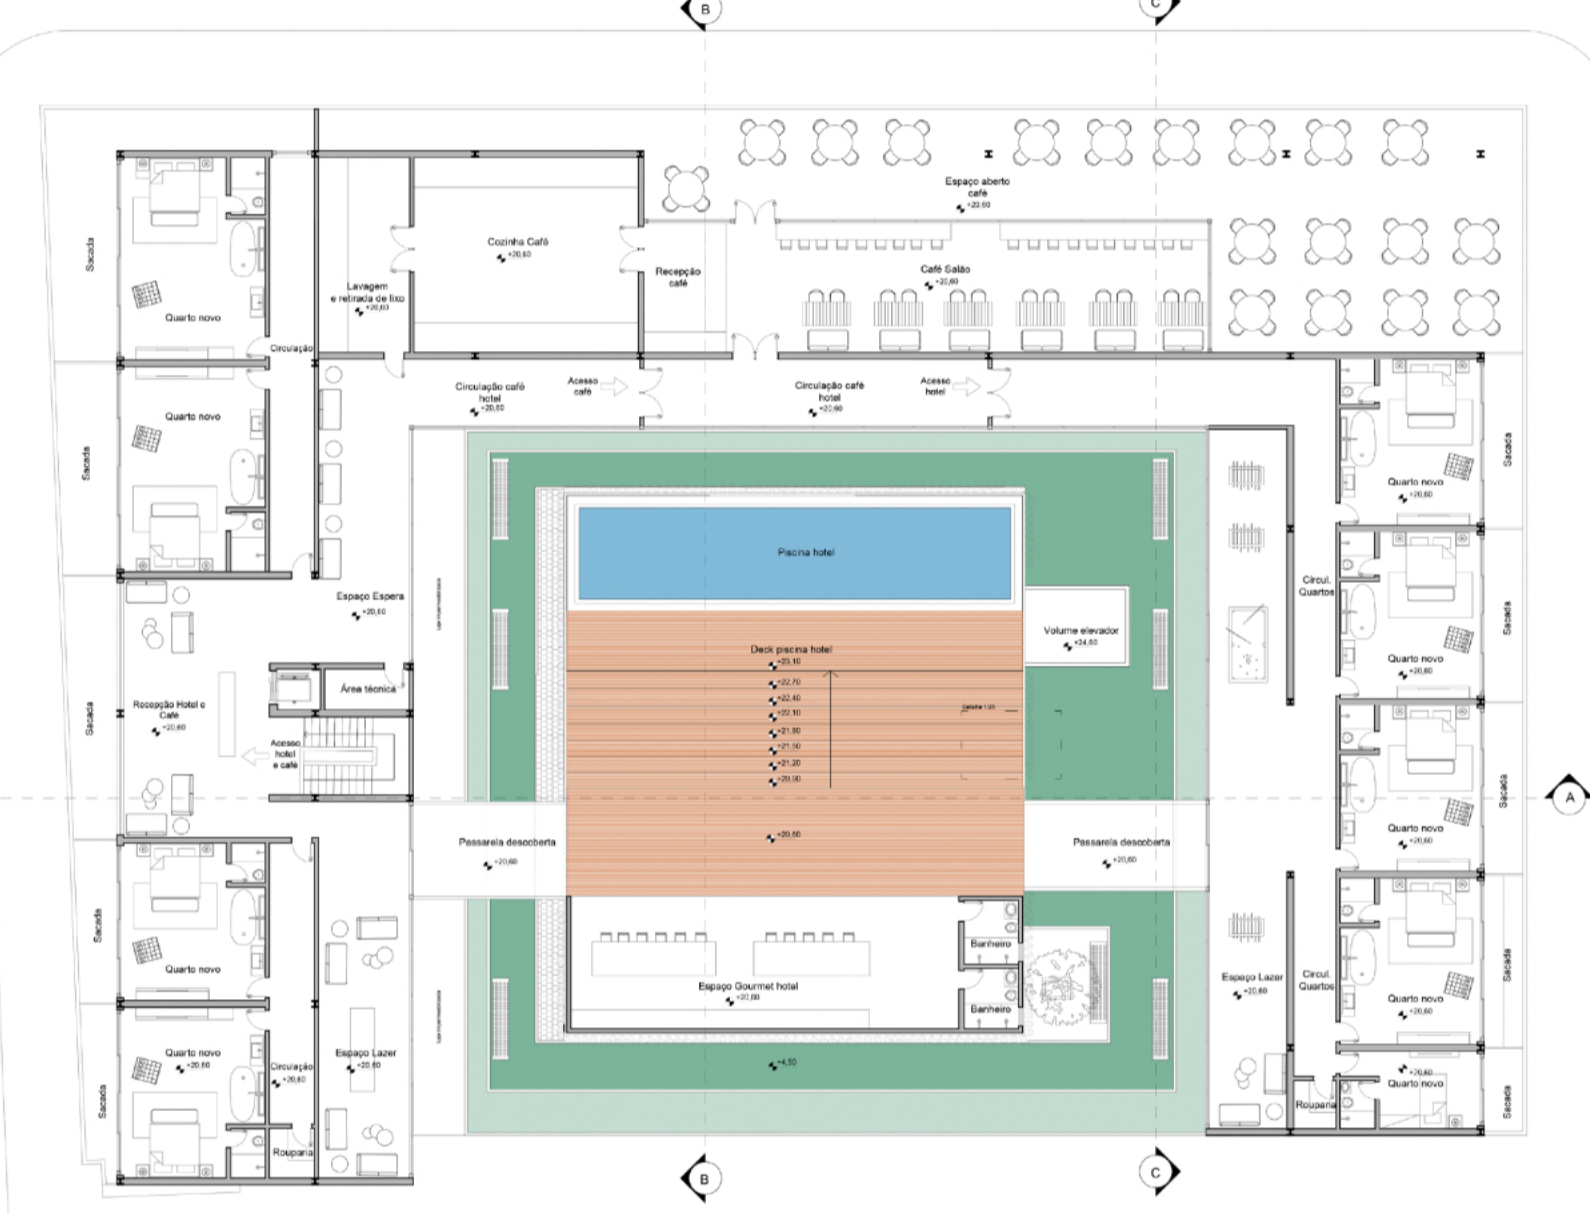 B
C
Espaço aberto
café
+20,60
Sacada
Cozinha Café
+20,60
Recepção
café
Café Salão
+20,60
Lavagem
e retirada de lixo
+20,60
Quarto novo
Circulação
Circulação café
hotel
+20,60
Acesso
café
Circulação café
hotel
+20,60
Acesso
hotel
Quarto novo
Sacada
Sacada
Quarto novo
+20,60
Piscina hotel
Espaço Espera
+20,60
Circul.
Quartos
Volume elevador
+24,60
Sacada
Deck piscina hotel
+23,10
Quarto novo
+20,60
Área técnica
+22,70
+22,40
+22,10
+21,80
+21,50
+21,20
+20,90
Recepção Hotel e
Café
+20,60
Sacada
Acesso
hotel
e café
Sacada
A
Passarela descoberta
+20,60
+20,60
Passarela descoberta
+20,60
Quarto novo
+20,60
Sacada
Banheiro
Quarto novo
Espaço Gourmet hotel
+20,60
Banheiro
Espaço Lazer
+20,60
Circul.
Quartos
Quarto novo
+20,60
Sacada
Quarto novo
+20,60
Circulação
+20,60
Espaço Lazer
+20,60
+4,50
+20,60
Quarto novo
Sacada
Sacada
Rouparia
Rouparia
B
C